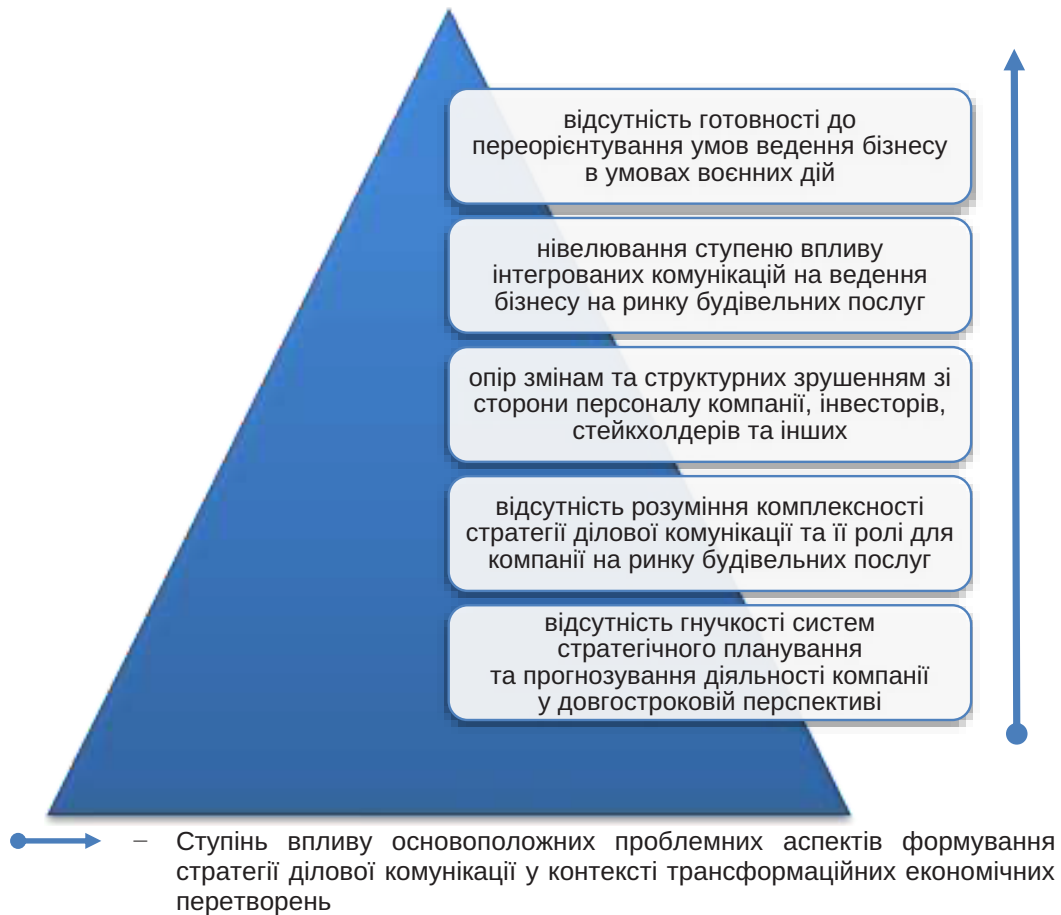 відсутність готовності до
переорієнтування умов ведення бізнесу
в умовах воєнних дій
нівелювання ступеню впливу
інтегрованих комунікацій на ведення
бізнесу на ринку будівельних послуг
опір змінам та структурних зрушенням зі
сторони персоналу компанії, інвесторів,
стейкхолдерів та інших
відсутність розуміння комплексності
стратегії ділової комунікації та її ролі для
компанії на ринку будівельних послуг
відсутність гнучкості систем
стратегічного планування
та прогнозування діяльності компанії
у довгостроковій перспективі
– Ступінь впливу основоположних проблемних аспектів формування
стратегії ділової комунікації у контексті трансформаційних економічних
перетворень